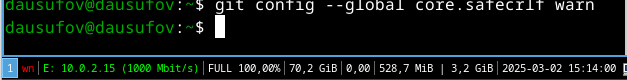 dausufov@dausufov:~$ git config --global core.safecrlf warn
dausufov@dausufov:~$
1 wn E: 10.0.2.15 (1000 Mbit/s)|FULL 100,00%|70,2 GiB|0,00|528,7 MiB | 3,2 GiB|2025-03-02 15:14:00